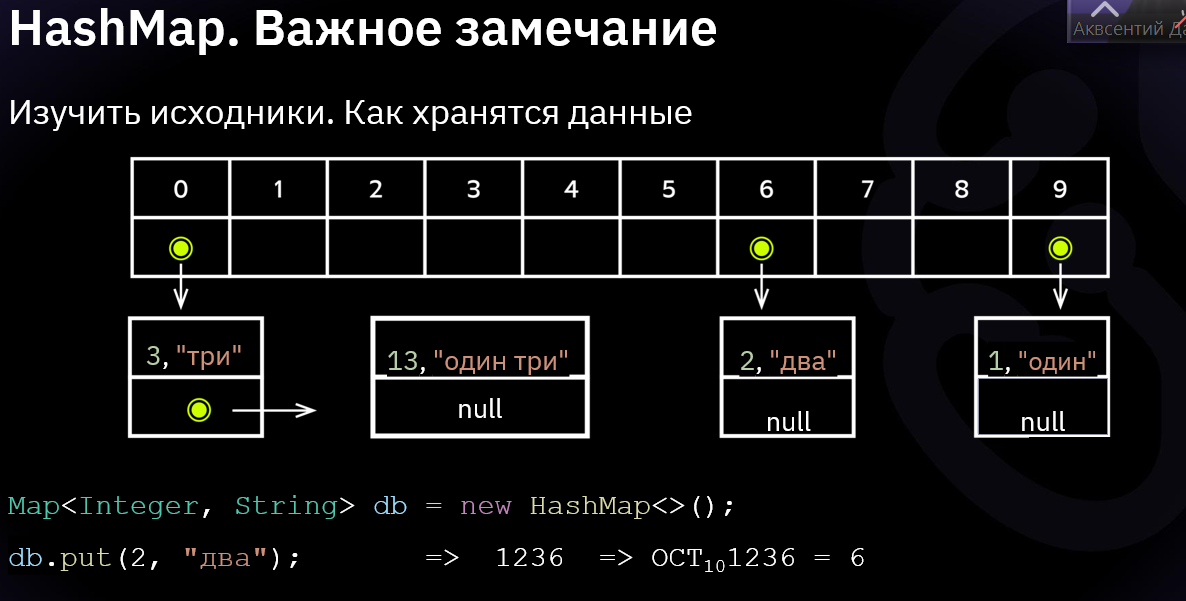 HashMap. Важное замечание
Аквсентий Да
Изучить исходники. Как хранятся данные
0 1 2 3 4 5 6 7 8 9
3, "три" 13, "один три" 2, "два" 1, "один"
null null null
Map<Integer, String> db = new HashMap<>();
db.put(2, "два"); => 1236 => ОСТ₁₀1236 = 6